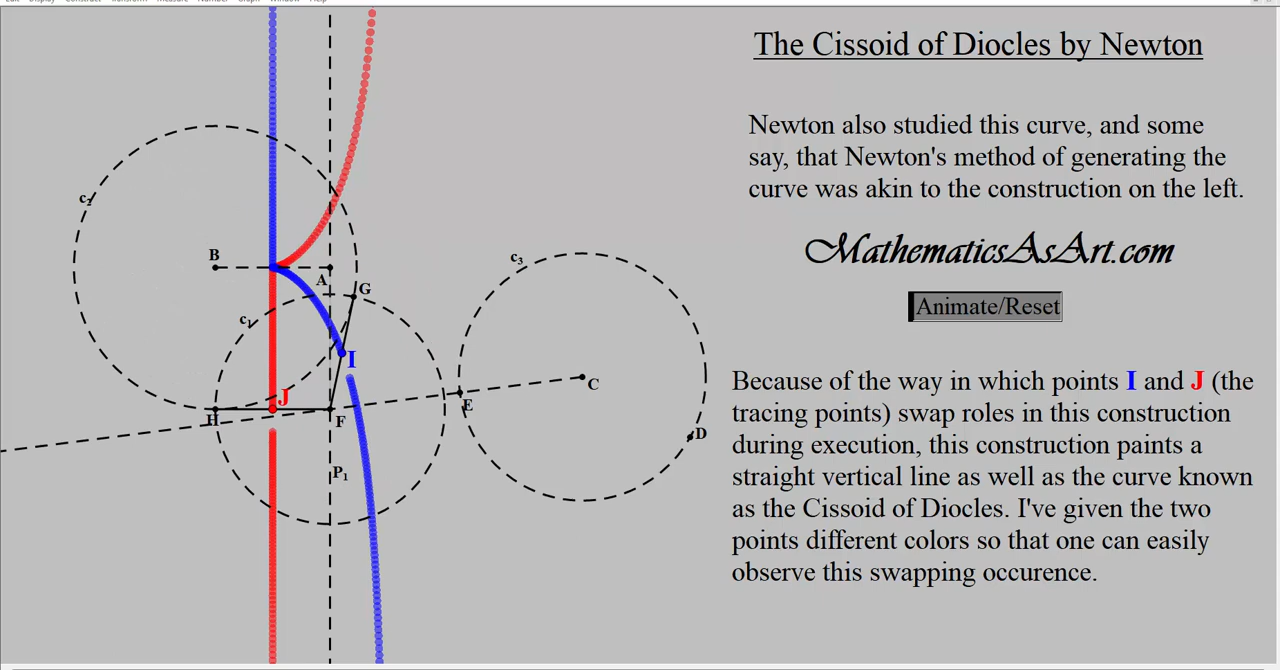 The Cissoid of Diocles by Newton
Newton also studied this curve, and some
say, that Newton's method of generating the
curve was akin to the construction on the left.
MathematicsAsArt.com
Animate/Reset
Because of the way in which points I and J (the
tracing points) swap roles in this construction
during execution, this construction paints a
straight vertical line as well as the curve known
as the Cissoid of Diocles. I've given the two
points different colors so that one can easily
observe this swapping occurence.
c2
B
A
G
c1
c3
I
J
C
E
H
F
D
P1